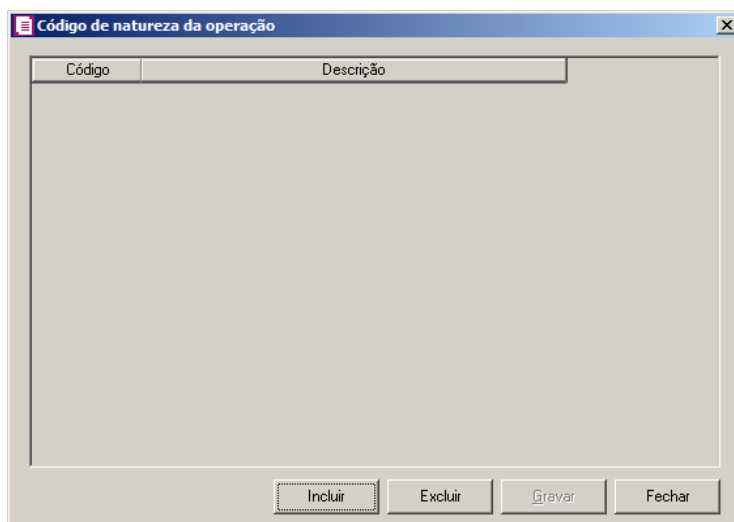 Código de natureza da operação
Código Descrição
Incluir Excluir Gravar Fechar